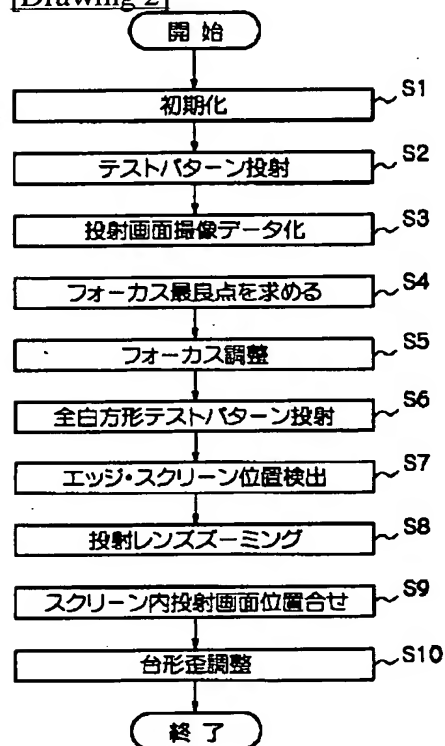 [Drawing 2]
開始
初期化 S1
テストパターン投射 S2
投射画面撮像データ化 S3
フォーカス最良点を求める S4
フォーカス調整 S5
全白方形テストパターン投射 S6
エッジ・スクリーン位置検出 S7
投射レンズズーミング S8
スクリーン内投射画面位置合せ S9
台形歪調整 S10
終了